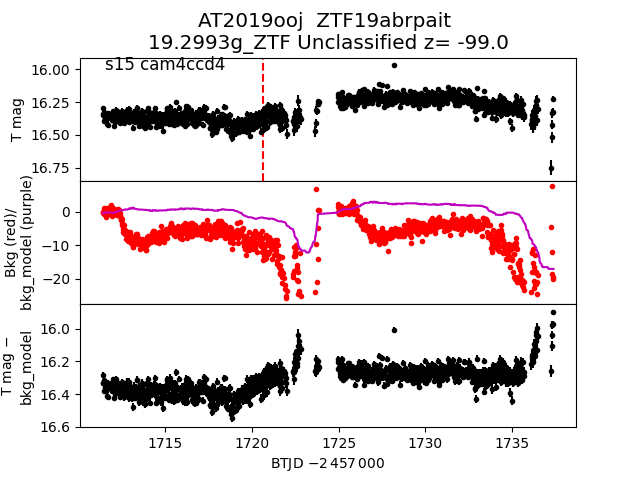 AT2019ooj  ZTF19abrpait
19.2993g_ZTF Unclassified z= -99.0
s15 cam4ccd4
T mag
16.00
16.25
16.50
16.75
Bkg (red)/
bkg_model (purple)
0
−10
−20
T mag −
bkg_model
16.0
16.2
16.4
16.6
1715
1720
1725
1730
1735
BTJD −2 457 000